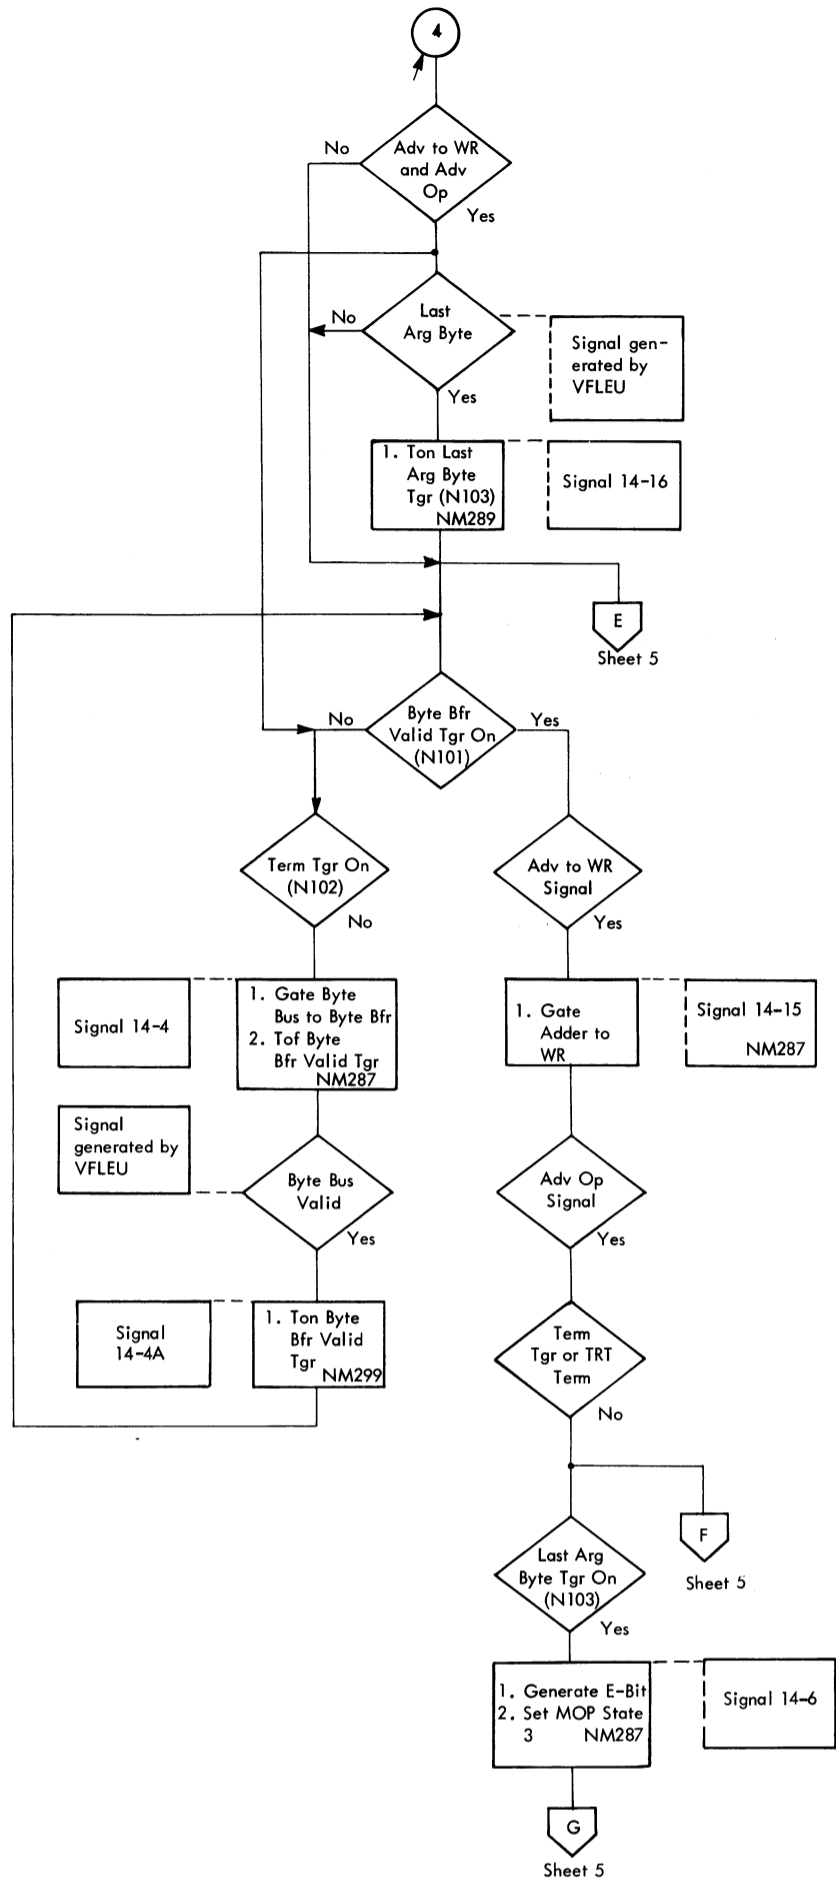 4
Adv to WR
and Adv
Op
No
Yes
Last
Arg Byte
No
Yes
Signal gen-
erated by
VFLEU
1. Ton Last
Arg Byte
Tgr (N103)
NM289
Signal 14-16
E
Sheet 5
Byte Bfr
Valid Tgr On
(N101)
No
Yes
Term Tgr On
(N102)
No
Adv to WR
Signal
Yes
Signal 14-4
1. Gate Byte
Bus to Byte Bfr
2. Tof Byte
Bfr Valid Tgr
NM287
1. Gate
Adder to
WR
Signal 14-15
NM287
Signal
generated by
VFLEU
Byte Bus
Valid
Yes
Adv Op
Signal
Yes
Signal
14-4A
1. Ton Byte
Bfr Valid
Tgr
NM299
Term
Tgr or TRT
Term
No
F
Sheet 5
Last Arg
Byte Tgr On
(N103)
Yes
1. Generate E-Bit
2. Set MOP State
3 NM287
Signal 14-6
G
Sheet 5